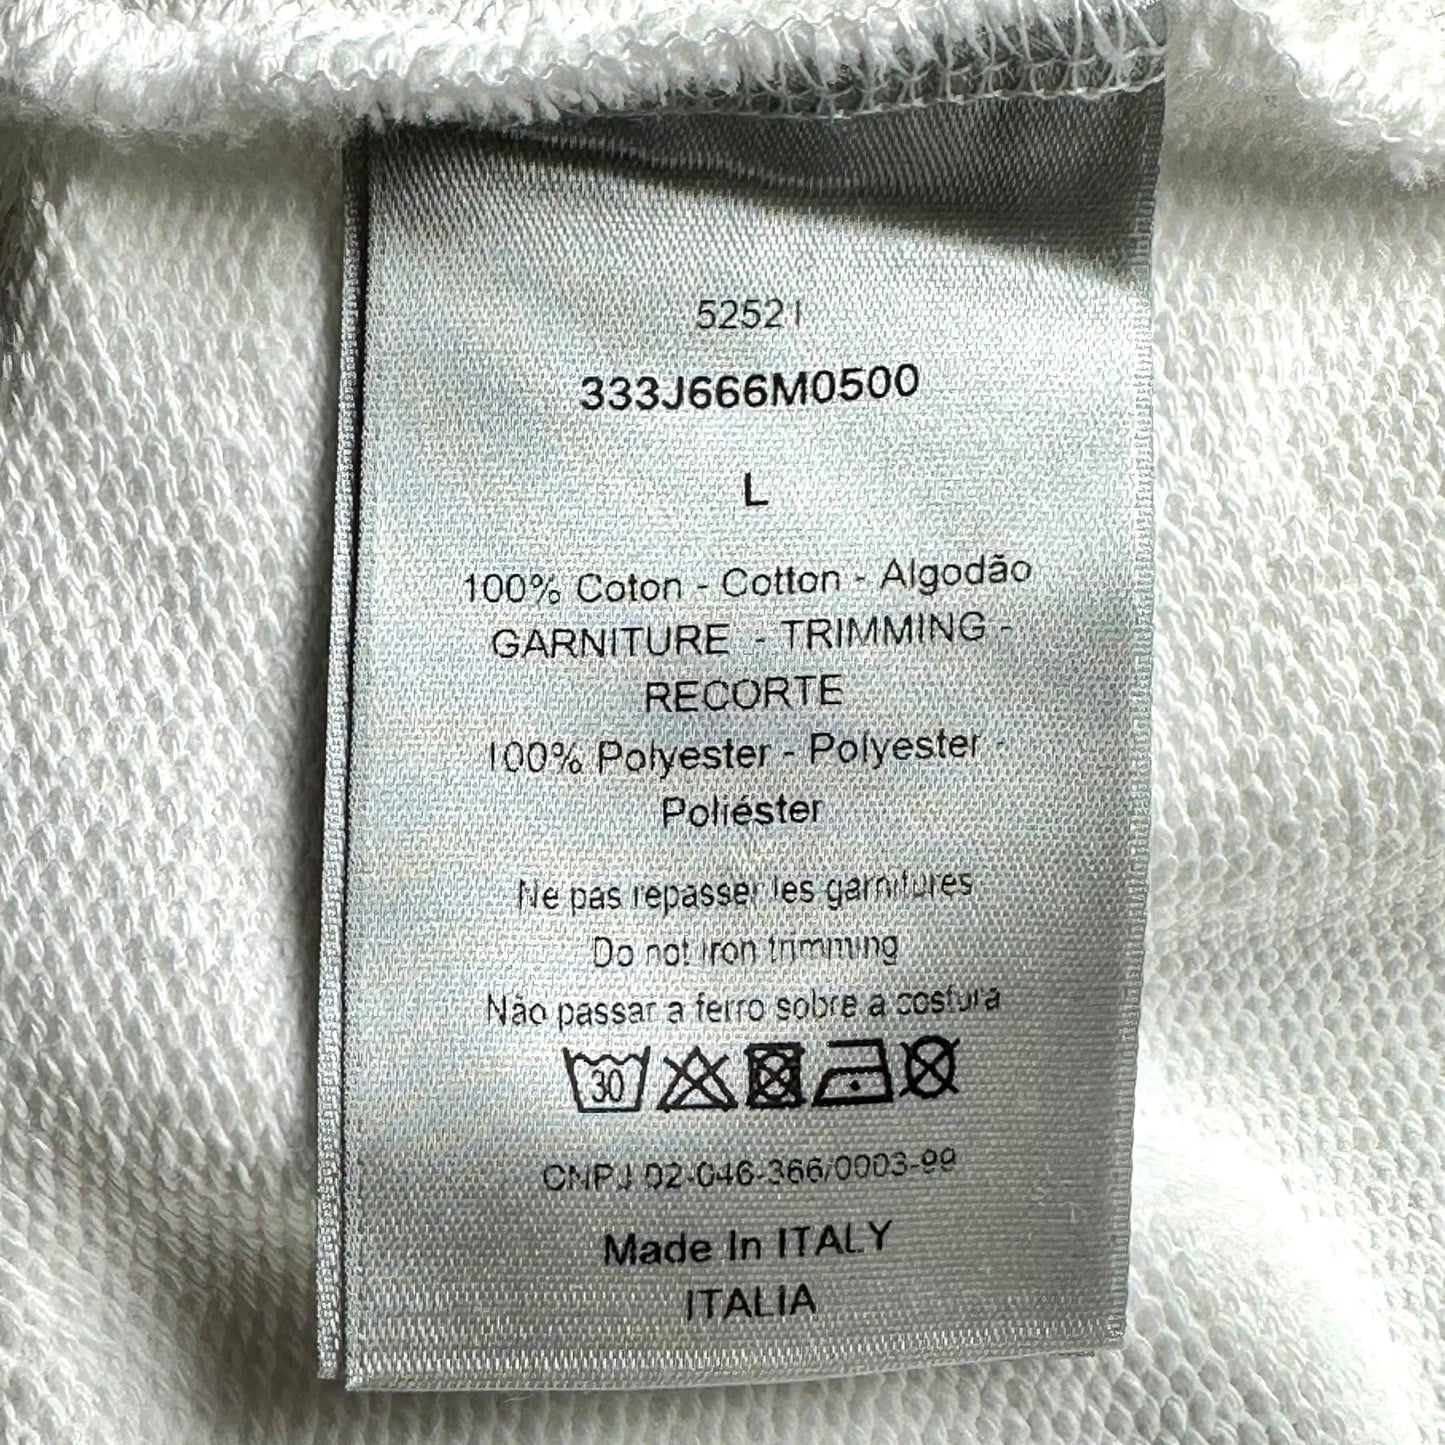 52521
333J666M0500
L
100% Coton - Cotton - Algodão
GARNITURE - TRIMMING -
RECORTE
100% Polyester - Polyester -
Poliéster
Ne pas repasser les garnitures
Do not iron trimming
Não passar a ferro sobre a costura
30
CNPJ 02-046-366/0003-99
Made In ITALY
ITALIA